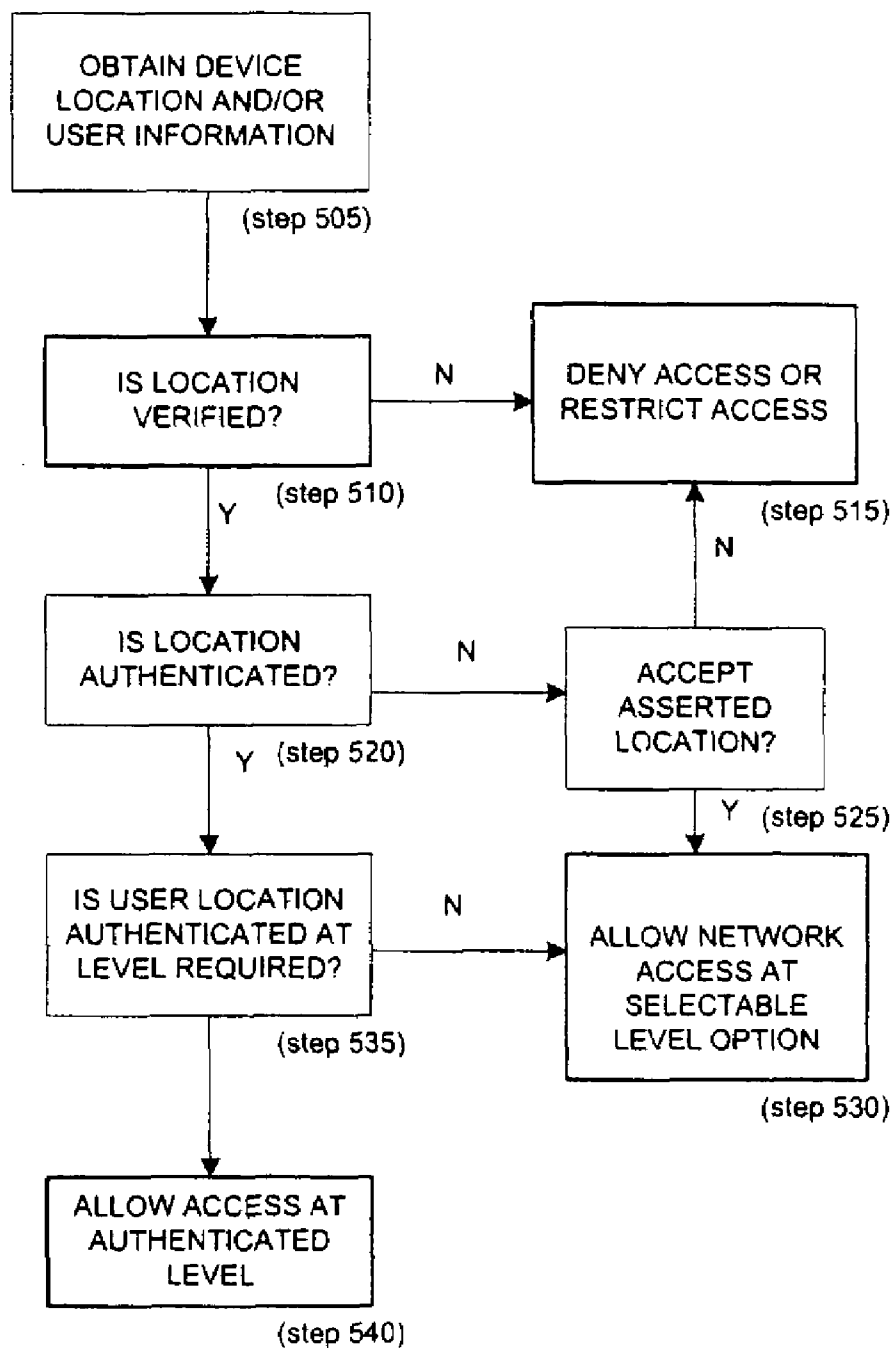 OBTAIN DEVICE
LOCATION AND/OR
USER INFORMATION
(step 505)
IS LOCATION
VERIFIED?
(step 510)
N
DENY ACCESS OR
RESTRICT ACCESS
(step 515)
Y
N
IS LOCATION
AUTHENTICATED?
(step 520)
N
ACCEPT
ASSERTED
LOCATION?
(step 525)
Y
Y
IS USER LOCATION
AUTHENTICATED AT
LEVEL REQUIRED?
(step 535)
N
ALLOW NETWORK
ACCESS AT
SELECTABLE
LEVEL OPTION
(step 530)
ALLOW ACCESS AT
AUTHENTICATED
LEVEL
(step 540)